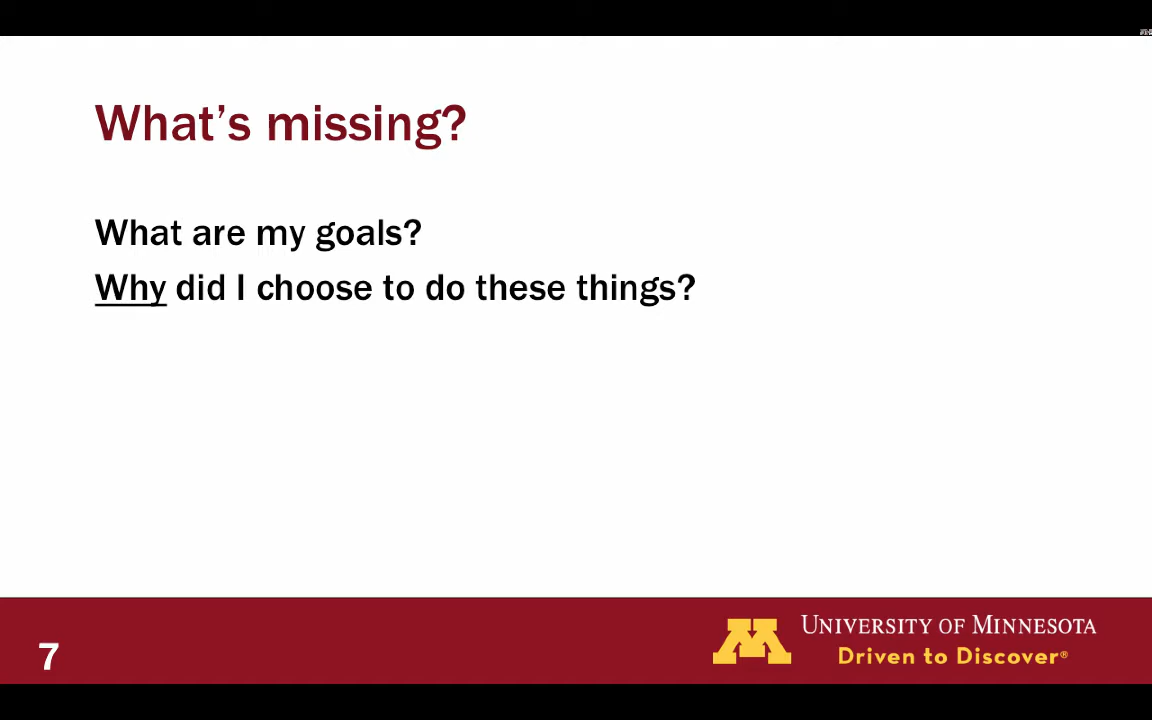 What's missing?
What are my goals?
Why did I choose to do these things?
7
UNIVERSITY OF MINNESOTA
Driven to Discover®